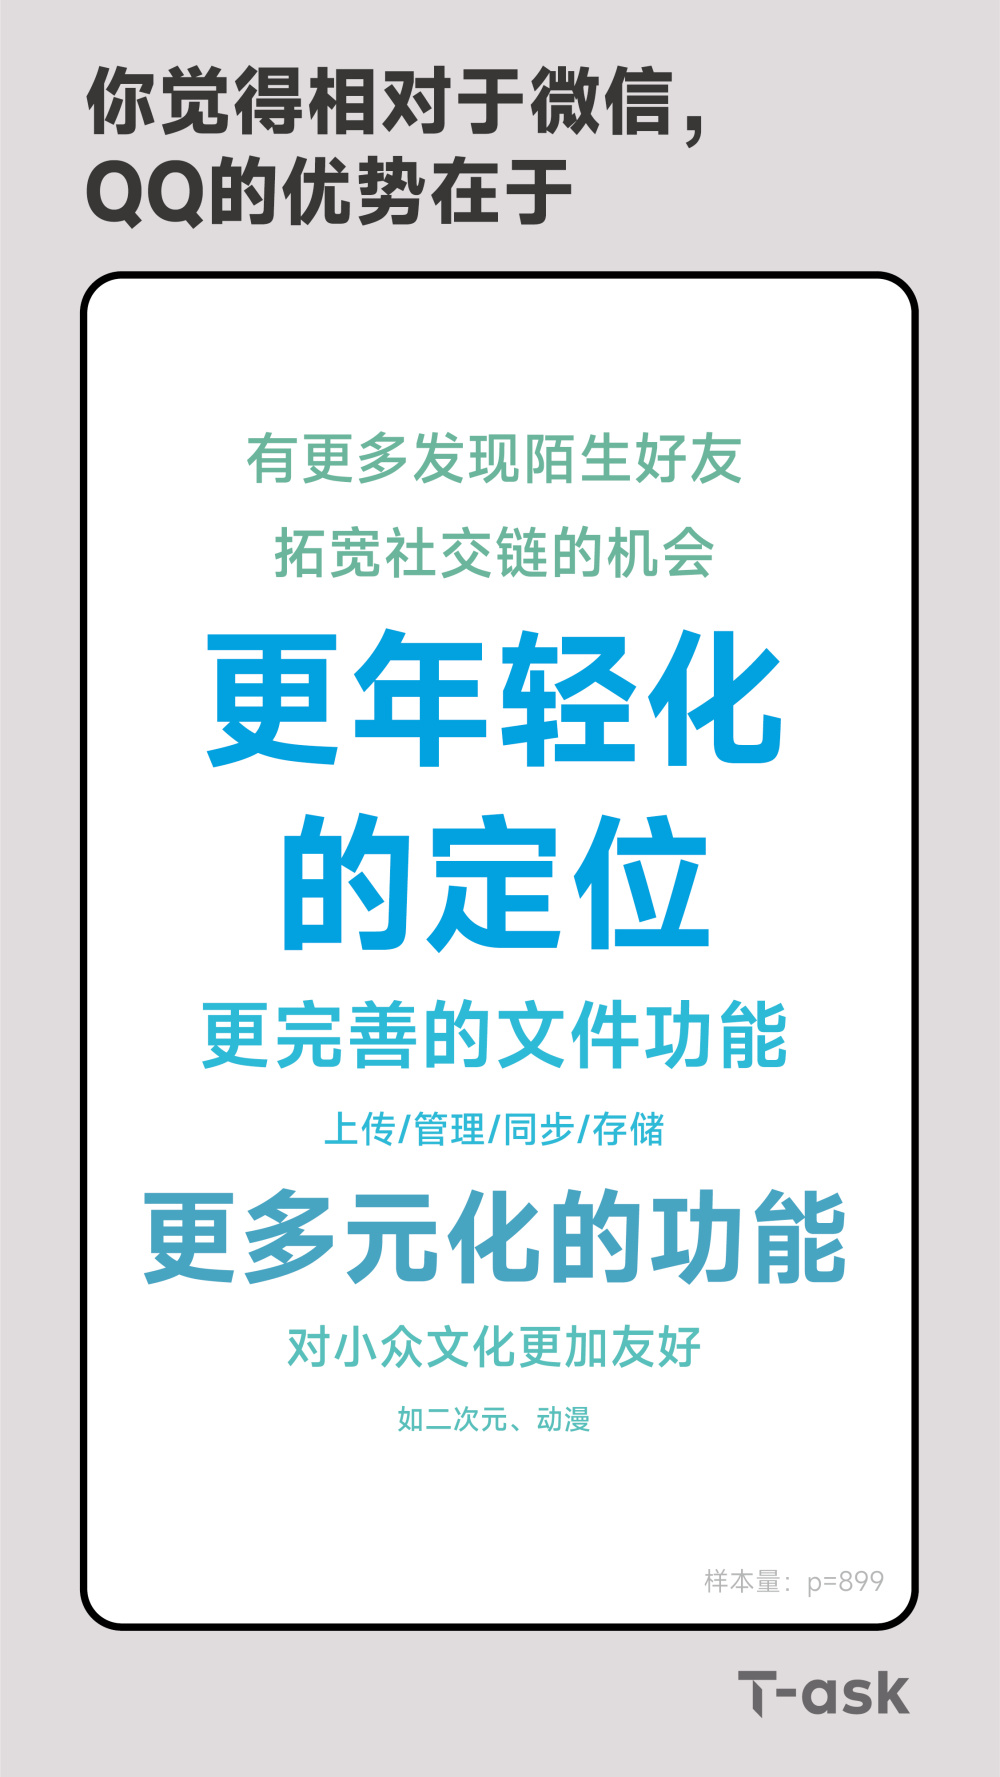 你觉得相对于微信，
QQ的优势在于
有更多发现陌生好友
拓宽社交链的机会
更年轻化
的定位
更完善的文件功能
上传/管理/同步/存储
更多元化的功能
对小众文化更加友好
如二次元、动漫
样本量：p=899
T-ask